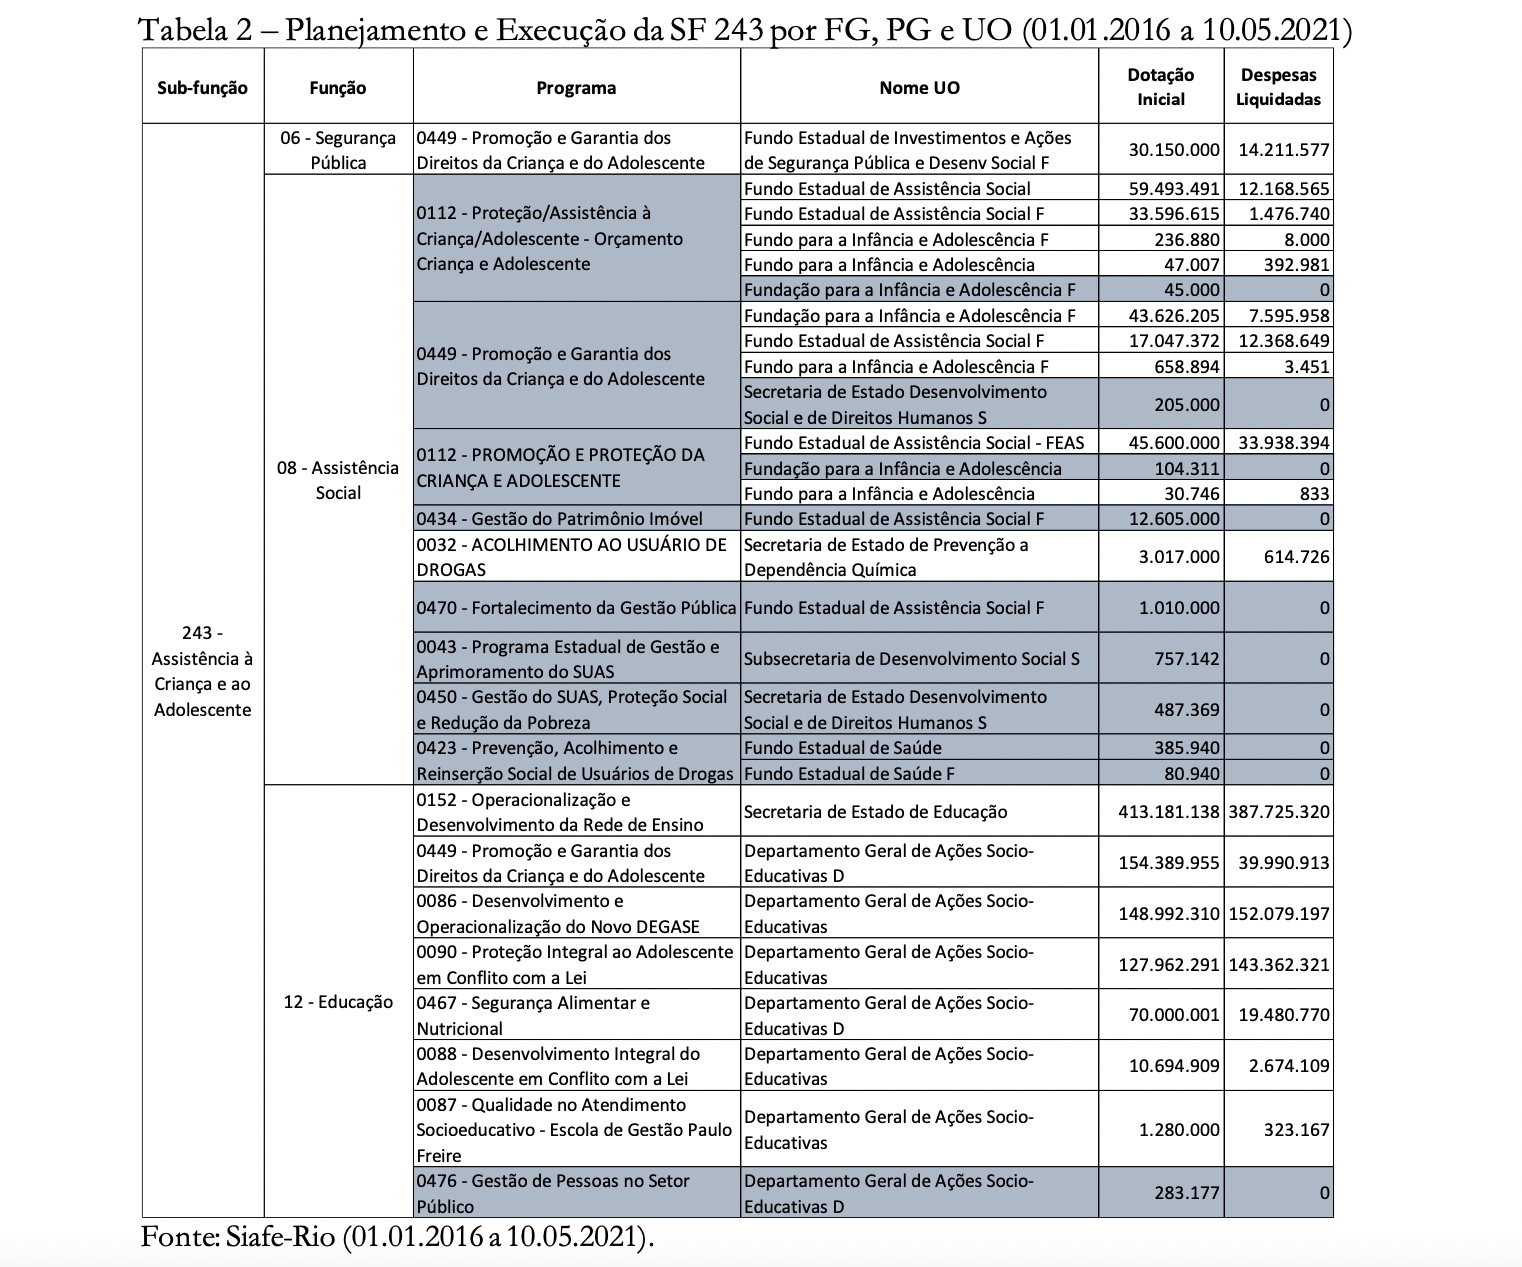 Tabela 2 – Planejamento e Execução da SF 243 por FG, PG e UO (01.01.2016 a 10.05.2021)
Sub-função
Função
Programa
Nome UO
Dotação
Inicial
Despesas
Liquidadas
243 -
Assistência à
Criança e ao
Adolescente
06 - Segurança
Pública
0449 - Promoção e Garantia dos
Direitos da Criança e do Adolescente
Fundo Estadual de Investimentos e Ações
de Segurança Pública e Desenv Social F
30.150.000
14.211.577
08 - Assistência
Social
0112 - Proteção/Assistência à
Criança/Adolescente - Orçamento
Criança e Adolescente
Fundo Estadual de Assistência Social
59.493.491
12.168.565
Fundo Estadual de Assistência Social F
33.596.615
1.476.740
Fundo para a Infância e Adolescência F
236.880
8.000
Fundo para a Infância e Adolescência
47.007
392.981
Fundação para a Infância e Adolescência F
45.000
0
0449 - Promoção e Garantia dos
Direitos da Criança e do Adolescente
Fundação para a Infância e Adolescência F
43.626.205
7.595.958
Fundo Estadual de Assistência Social F
17.047.372
12.368.649
Fundo para a Infância e Adolescência F
658.894
3.451
Secretaria de Estado Desenvolvimento
Social e de Direitos Humanos S
205.000
0
0112 - PROMOÇÃO E PROTEÇÃO DA
CRIANÇA E ADOLESCENTE
Fundo Estadual de Assistência Social - FEAS
45.600.000
33.938.394
Fundação para a Infância e Adolescência
104.311
0
Fundo para a Infância e Adolescência
30.746
833
0434 - Gestão do Patrimônio Imóvel
Fundo Estadual de Assistência Social F
12.605.000
0
0032 - ACOLHIMENTO AO USUÁRIO DE
DROGAS
Secretaria de Estado de Prevenção a
Dependência Química
3.017.000
614.726
0470 - Fortalecimento da Gestão Pública
Fundo Estadual de Assistência Social F
1.010.000
0
0043 - Programa Estadual de Gestão e
Aprimoramento do SUAS
Subsecretaria de Desenvolvimento Social S
757.142
0
0450 - Gestão do SUAS, Proteção Social
e Redução da Pobreza
Secretaria de Estado Desenvolvimento
Social e de Direitos Humanos S
487.369
0
0423 - Prevenção, Acolhimento e
Reinserção Social de Usuários de Drogas
Fundo Estadual de Saúde
385.940
0
Fundo Estadual de Saúde F
80.940
0
12 - Educação
0152 - Operacionalização e
Desenvolvimento da Rede de Ensino
Secretaria de Estado de Educação
413.181.138
387.725.320
0449 - Promoção e Garantia dos
Direitos da Criança e do Adolescente
Departamento Geral de Ações Socio-
Educativas D
154.389.955
39.990.913
0086 - Desenvolvimento e
Operacionalização do Novo DEGASE
Departamento Geral de Ações Socio-
Educativas
148.992.310
152.079.197
0090 - Proteção Integral ao Adolescente
em Conflito com a Lei
Departamento Geral de Ações Socio-
Educativas
127.962.291
143.362.321
0467 - Segurança Alimentar e
Nutricional
Departamento Geral de Ações Socio-
Educativas D
70.000.001
19.480.770
0088 - Desenvolvimento Integral do
Adolescente em Conflito com a Lei
Departamento Geral de Ações Socio-
Educativas
10.694.909
2.674.109
0087 - Qualidade no Atendimento
Socioeducativo - Escola de Gestão Paulo
Freire
Departamento Geral de Ações Socio-
Educativas
1.280.000
323.167
0476 - Gestão de Pessoas no Setor
Público
Departamento Geral de Ações Socio-
Educativas D
283.177
0
Fonte: Siafe-Rio (01.01.2016 a 10.05.2021).